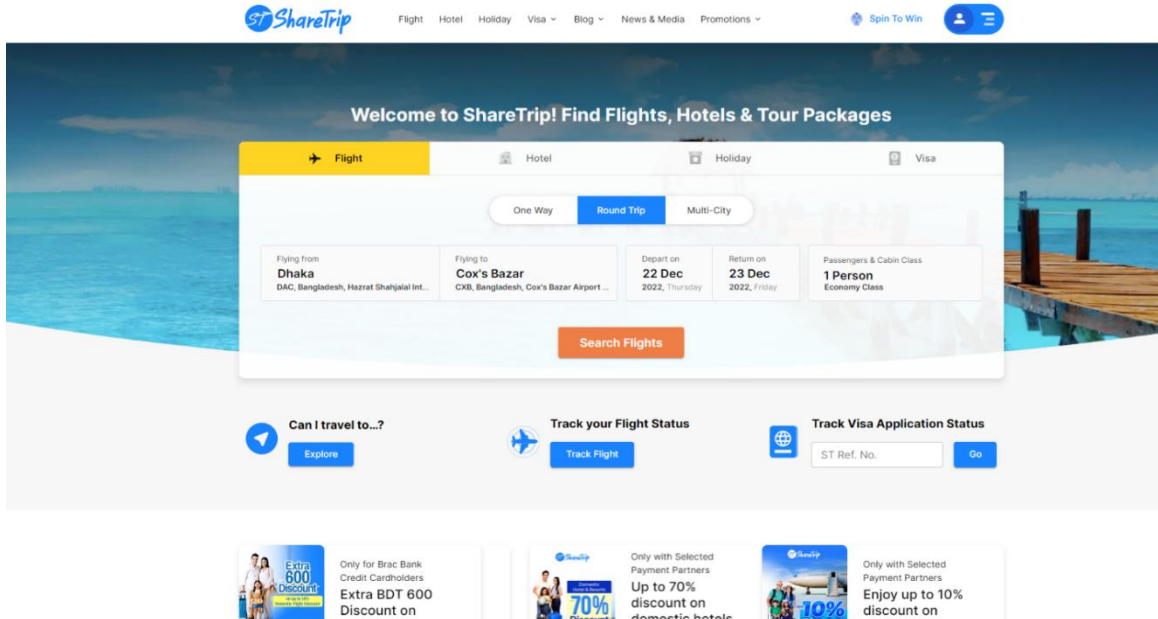 ST ShareTrip
Flight Hotel Holiday Visa Blog News & Media Promotions Spin To Win
Welcome to ShareTrip! Find Flights, Hotels & Tour Packages
Flight Hotel Holiday Visa
One Way Round Trip Multi-City
Flying from Flying to Depart on Return on Passengers & Cabin Class
Dhaka Cox's Bazar 22 Dec 23 Dec 1 Person
DAC, Bangladesh, Hazrat Shahjalal Int... CXB, Bangladesh, Cox's Bazar Airport ... 2022, Thursday 2022, Friday Economy Class
Search Flights
Can I travel to...? Track your Flight Status Track Visa Application Status
Explore Track Flight ST Ref. No. Go
Extra
600
Discount
Only for Brac Bank
Credit Cardholders
Extra BDT 600
Discount on
ShareTrip
70%
Discount
Only with Selected
Payment Partners
Up to 70%
discount on
domestic hotels
ShareTrip
10%
Only with Selected
Payment Partners
Enjoy up to 10%
discount on